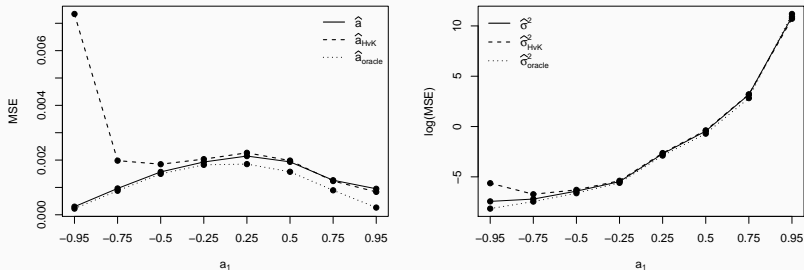 MSE
0.000
0.002
0.004
0.006
−0.95
−0.75
−0.5
−0.25
0.25
0.5
0.75
0.95
a₁
â
â_HvK
â_oracle
log(MSE)
−5
0
5
10
−0.95
−0.75
−0.5
−0.25
0.25
0.5
0.75
0.95
a₁
σ̂²
σ̂²_HvK
σ̂²_oracle